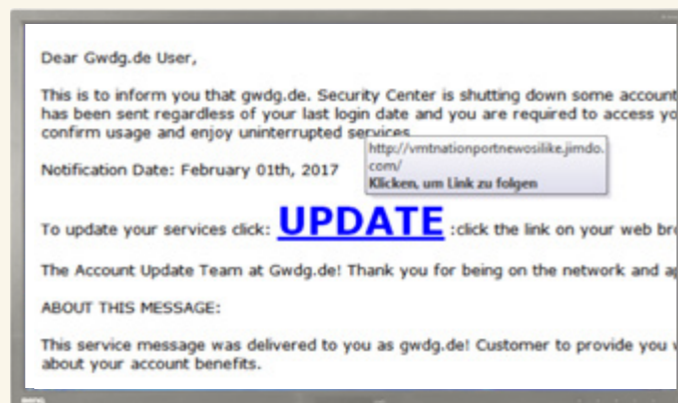 Dear Gwdg.de User,
This is to inform you that gwdg.de. Security Center is shutting down some account
has been sent regardless of your last login date and you are required to access yo
confirm usage and enjoy uninterrupted services
http://vmtnationportnewosilike.jimdo.
com/
Klicken, um Link zu folgen
Notification Date: February 01th, 2017
To update your services click: UPDATE :click the link on your web bro
The Account Update Team at Gwdg.de! Thank you for being on the network and ap
ABOUT THIS MESSAGE:
This service message was delivered to you as gwdg.de! Customer to provide you w
about your account benefits.